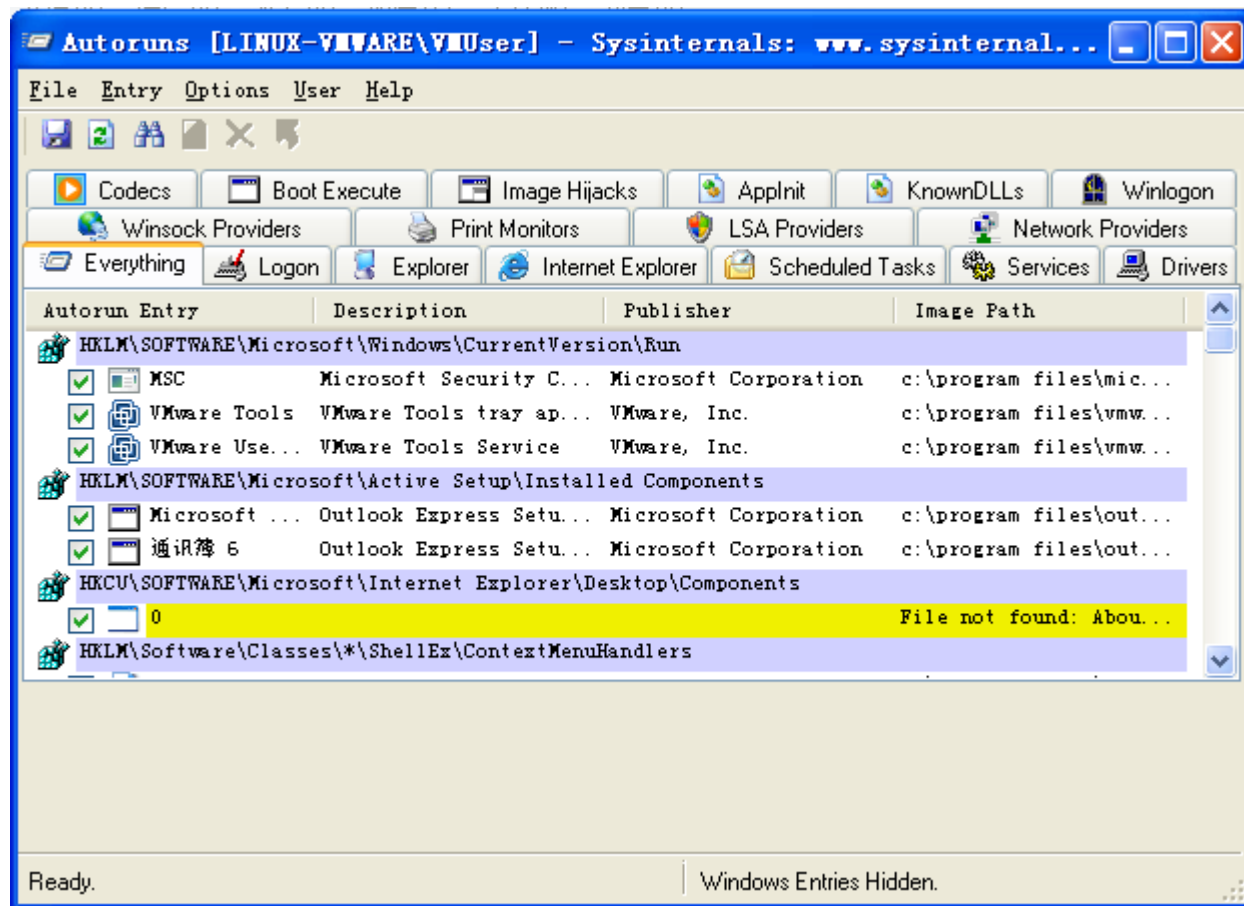 Autoruns [LINUX-VMWARE\VMUser] - Sysinternals: www.sysinternal...
File Entry Options User Help
Codecs Boot Execute Image Hijacks AppInit KnownDLLs Winlogon
Winsock Providers Print Monitors LSA Providers Network Providers
Everything Logon Explorer Internet Explorer Scheduled Tasks Services Drivers
Autorun Entry Description Publisher Image Path
HKLM\SOFTWARE\Microsoft\Windows\CurrentVersion\Run
MSC Microsoft Security C... Microsoft Corporation c:\program files\mic...
VMware Tools VMware Tools tray ap... VMware, Inc. c:\program files\vmw...
VMware Use... VMware Tools Service VMware, Inc. c:\program files\vmw...
HKLM\SOFTWARE\Microsoft\Active Setup\Installed Components
Microsoft ... Outlook Express Setu... Microsoft Corporation c:\program files\out...
通讯簿 6 Outlook Express Setu... Microsoft Corporation c:\program files\out...
HKCU\SOFTWARE\Microsoft\Internet Explorer\Desktop\Components
0 File not found: Abou...
HKLM\Software\Classes\*\ShellEx\ContextMenuHandlers
Ready. Windows Entries Hidden.